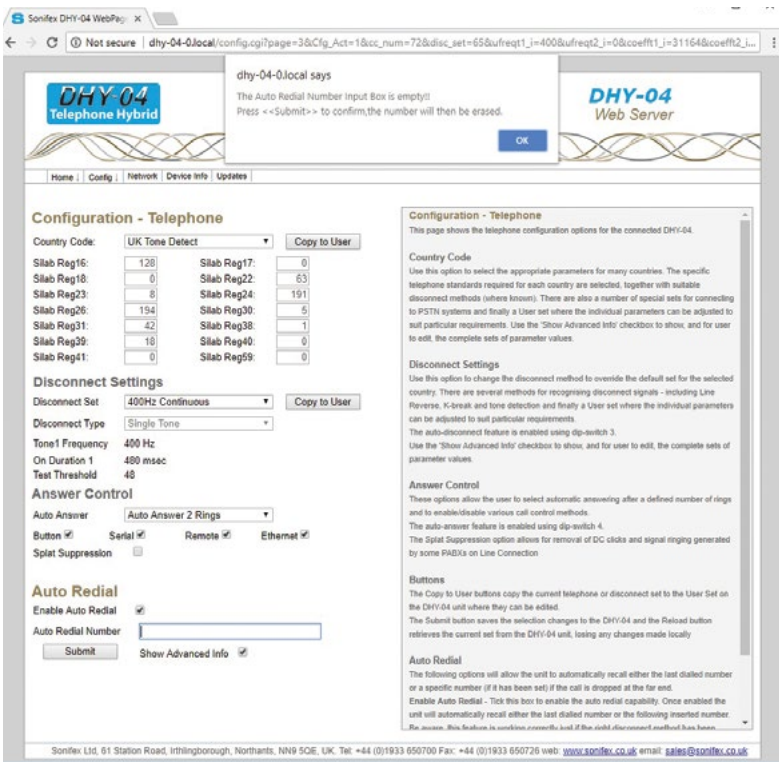 Sonifex DHY-04 WebPag
Not secure | dhy-04-0.local/config.cgi?page=3&Cfg_Act=1&cc_num=72&disc_set=65&ufreqt1_i=400&ufreqt2_i=0&coefft1_i=31164&coefft2_i...
dhy-04-0.local says
The Auto Redial Number Input Box is empty!!
Press <<Submit>> to confirm,the number will then be erased.
OK
DHY-04
Telephone Hybrid
DHY-04
Web Server
Home ↓ | Config ↓ | Network | Device Info | Updates
Configuration - Telephone
Country Code: UK Tone Detect Copy to User
Silab Reg16: 128 Silab Reg17: 0
Silab Reg18: 0 Silab Reg22: 63
Silab Reg23: 8 Silab Reg24: 191
Silab Reg26: 194 Silab Reg30: 5
Silab Reg31: 42 Silab Reg38: 1
Silab Reg39: 18 Silab Reg40: 0
Silab Reg41: 0 Silab Reg59: 0
Disconnect Settings
Disconnect Set 400Hz Continuous Copy to User
Disconnect Type Single Tone
Tone1 Frequency 400 Hz
On Duration 1 480 msec
Test Threshold 48
Answer Control
Auto Answer Auto Answer 2 Rings
Button Serial Remote Ethernet
Splat Suppression
Auto Redial
Enable Auto Redial
Auto Redial Number
Submit Show Advanced Info
Configuration - Telephone
This page shows the telephone configuration options for the connected DHY-04.
Country Code
Use this option to select the appropriate parameters for many countries. The specific
telephone standards required for each country are selected, together with suitable
disconnect methods (where known). There are also a number of special sets for connecting
to PSTN systems and finally a User set where the individual parameters can be adjusted to
suit particular requirements. Use the 'Show Advanced Info' checkbox to show, and for user
to edit, the complete sets of parameter values.
Disconnect Settings
Use this option to change the disconnect method to override the default set for the selected
country. There are several methods for recognising disconnect signals - including Line
Reverse, K-break and tone detection and finally a User set where the individual parameters
can be adjusted to suit particular requirements.
The auto-disconnect feature is enabled using dip-switch 3.
Use the 'Show Advanced Info' checkbox to show, and for user to edit, the complete sets of
parameter values.
Answer Control
These options allow the user to select automatic answering after a defined number of rings
and to enable/disable various call control methods.
The auto-answer feature is enabled using dip-switch 4.
The Splat Suppression option allows for removal of DC clicks and signal ringing generated
by some PABXs on Line Connection
Buttons
The Copy to User buttons copy the current telephone or disconnect set to the User Set on
the DHY-04 unit where they can be edited.
The Submit button saves the selection changes to the DHY-04 and the Reload button
retrieves the current set from the DHY-04 unit, losing any changes made locally
Auto Redial
The following options will allow the unit to automatically recall either the last dialled number
or a specific number (if it has been set) if the call is dropped at the far end.
Enable Auto Redial - Tick this box to enable the auto redial capability. Once enabled the
unit will automatically recall either the last dialled number or the following inserted number.
Be aware, this feature is working correctly just if the right disconnect method has been
Sonifex Ltd, 61 Station Road, Irthlingborough, Northants, NN9 5QE, UK. Tel: +44 (0)1933 650700 Fax: +44 (0)1933 650726 web: www.sonifex.co.uk email: sales@sonifex.co.uk